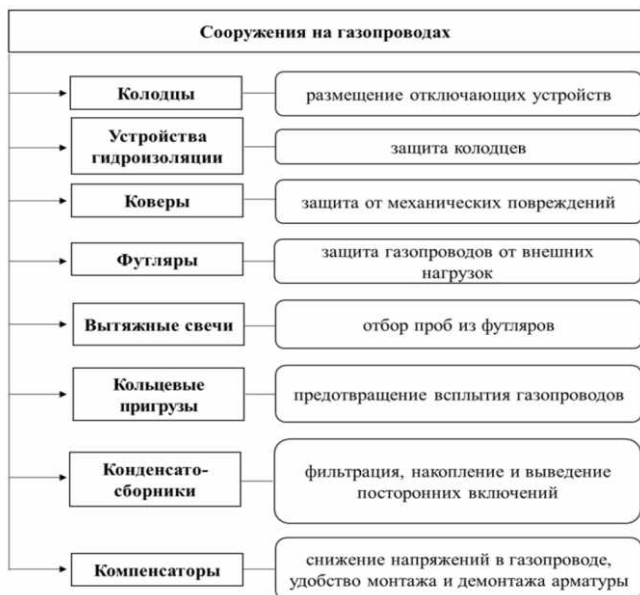 Сооружения на газопроводах
Колодцы
размещение отключающих устройств
Устройства
гидроизоляции
защита колодцев
Коверы
защита от механических повреждений
Футляры
защита газопроводов от внешних
нагрузок
Вытяжные свечи
отбор проб из футляров
Кольцевые
пригрузы
предотвращение всплытия газопроводов
Конденсато-
сборники
фильтрация, накопление и выведение
посторонних включений
Компенсаторы
снижение напряжений в газопроводе,
удобство монтажа и демонтажа арматуры